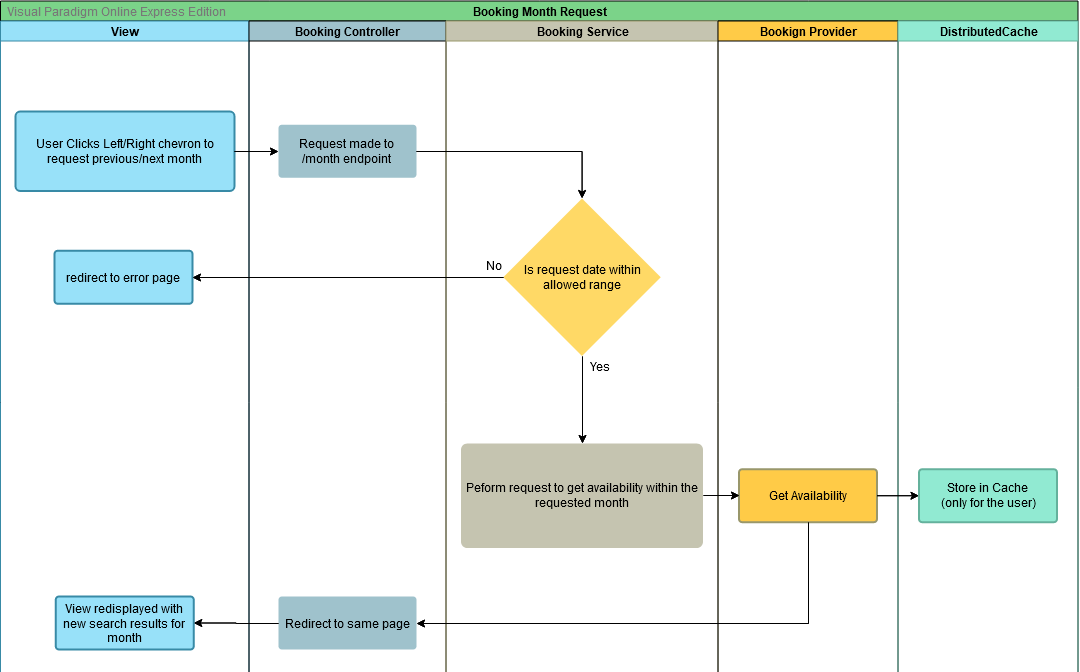 Visual Paradigm Online Express Edition
Booking Month Request
View
Booking Controller
Booking Service
Bookign Provider
DistributedCache
User Clicks Left/Right chevron to
request previous/next month
Request made to
/month endpoint
redirect to error page
No
Is request date within
allowed range
Yes
Peform request to get availability within the
requested month
Get Availability
Store in Cache
(only for the user)
View redisplayed with
new search results for
month
Redirect to same page